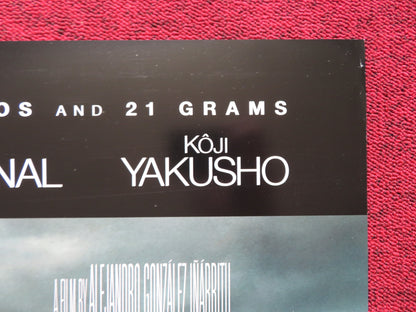 OS AND 21 GRAMS
KÔJI
NAL YAKUSHO
A FILM BY ALEJANDRO GONZÁLEZ IÑÁRRITU